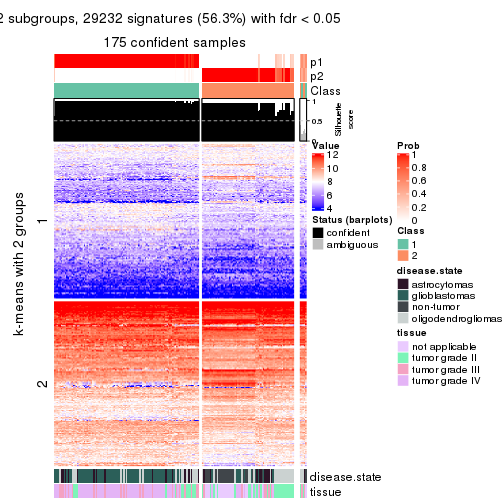 2 subgroups, 29232 signatures (56.3%) with fdr < 0.05
175 confident samples
p1
p2
Class
1
0.5
0
Silhouette
score
k-means with 2 groups
1
2
Value
12
10
8
6
4
Status (barplots)
confident
ambiguous
Prob
1
0.8
0.6
0.4
0.2
0
Class
1
2
disease.state
astrocytomas
glioblastomas
non-tumor
oligodendrogliomas
tissue
not applicable
tumor grade II
tumor grade III
tumor grade IV
disease.state
tissue